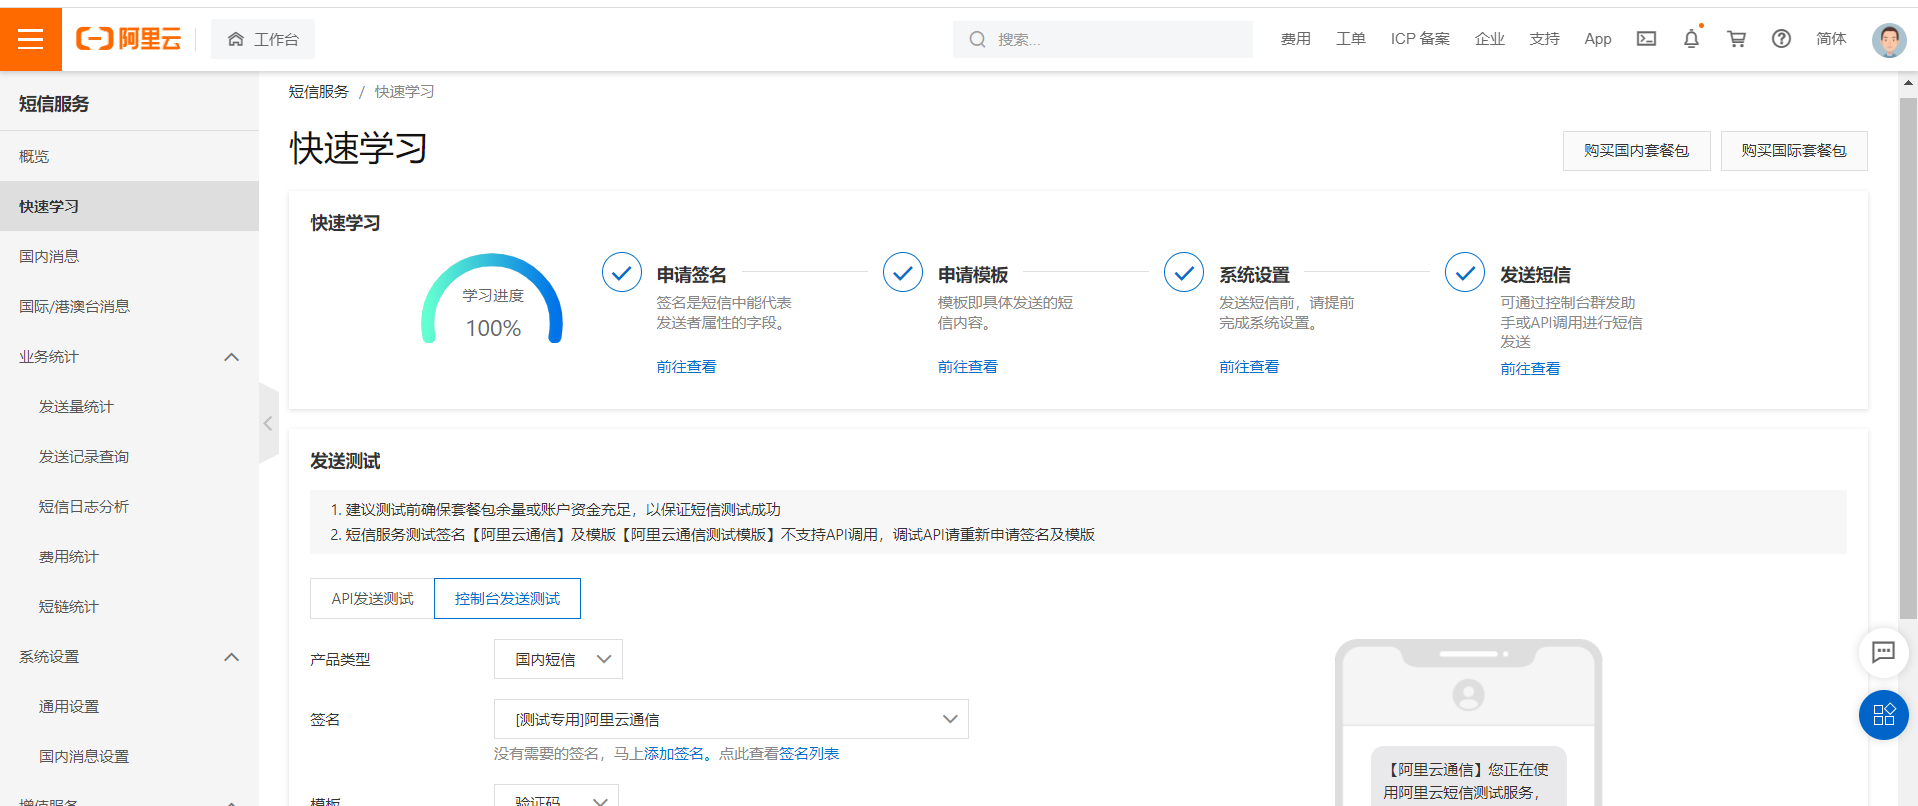 阿里云
工作台
搜索...
费用
工单
ICP 备案
企业
支持
App
简体
短信服务
概览
快速学习
国内消息
国际/港澳台消息
业务统计
发送量统计
发送记录查询
短信日志分析
费用统计
短链统计
系统设置
通用设置
国内消息设置
增值服务
短信服务 / 快速学习
快速学习
购买国内套餐包
购买国际套餐包
快速学习
学习进度
100%
申请签名
签名是短信中能代表
发送者属性的字段。
前往查看
申请模板
模板即具体发送的短
信内容。
前往查看
系统设置
发送短信前，请提前
完成系统设置。
前往查看
发送短信
可通过控制台群发助
手或API调用进行短信
发送
前往查看
发送测试
1. 建议测试前确保套餐包余量或账户资金充足，以保证短信测试成功
2. 短信服务测试签名【阿里云通信】及模版【阿里云通信测试模版】不支持API调用，调试API请重新申请签名及模版
API发送测试
控制台发送测试
产品类型
国内短信
签名
[测试专用]阿里云通信
没有需要的签名，马上添加签名。点此查看签名列表
模板
验证码
【阿里云通信】您正在使
用阿里云短信测试服务，